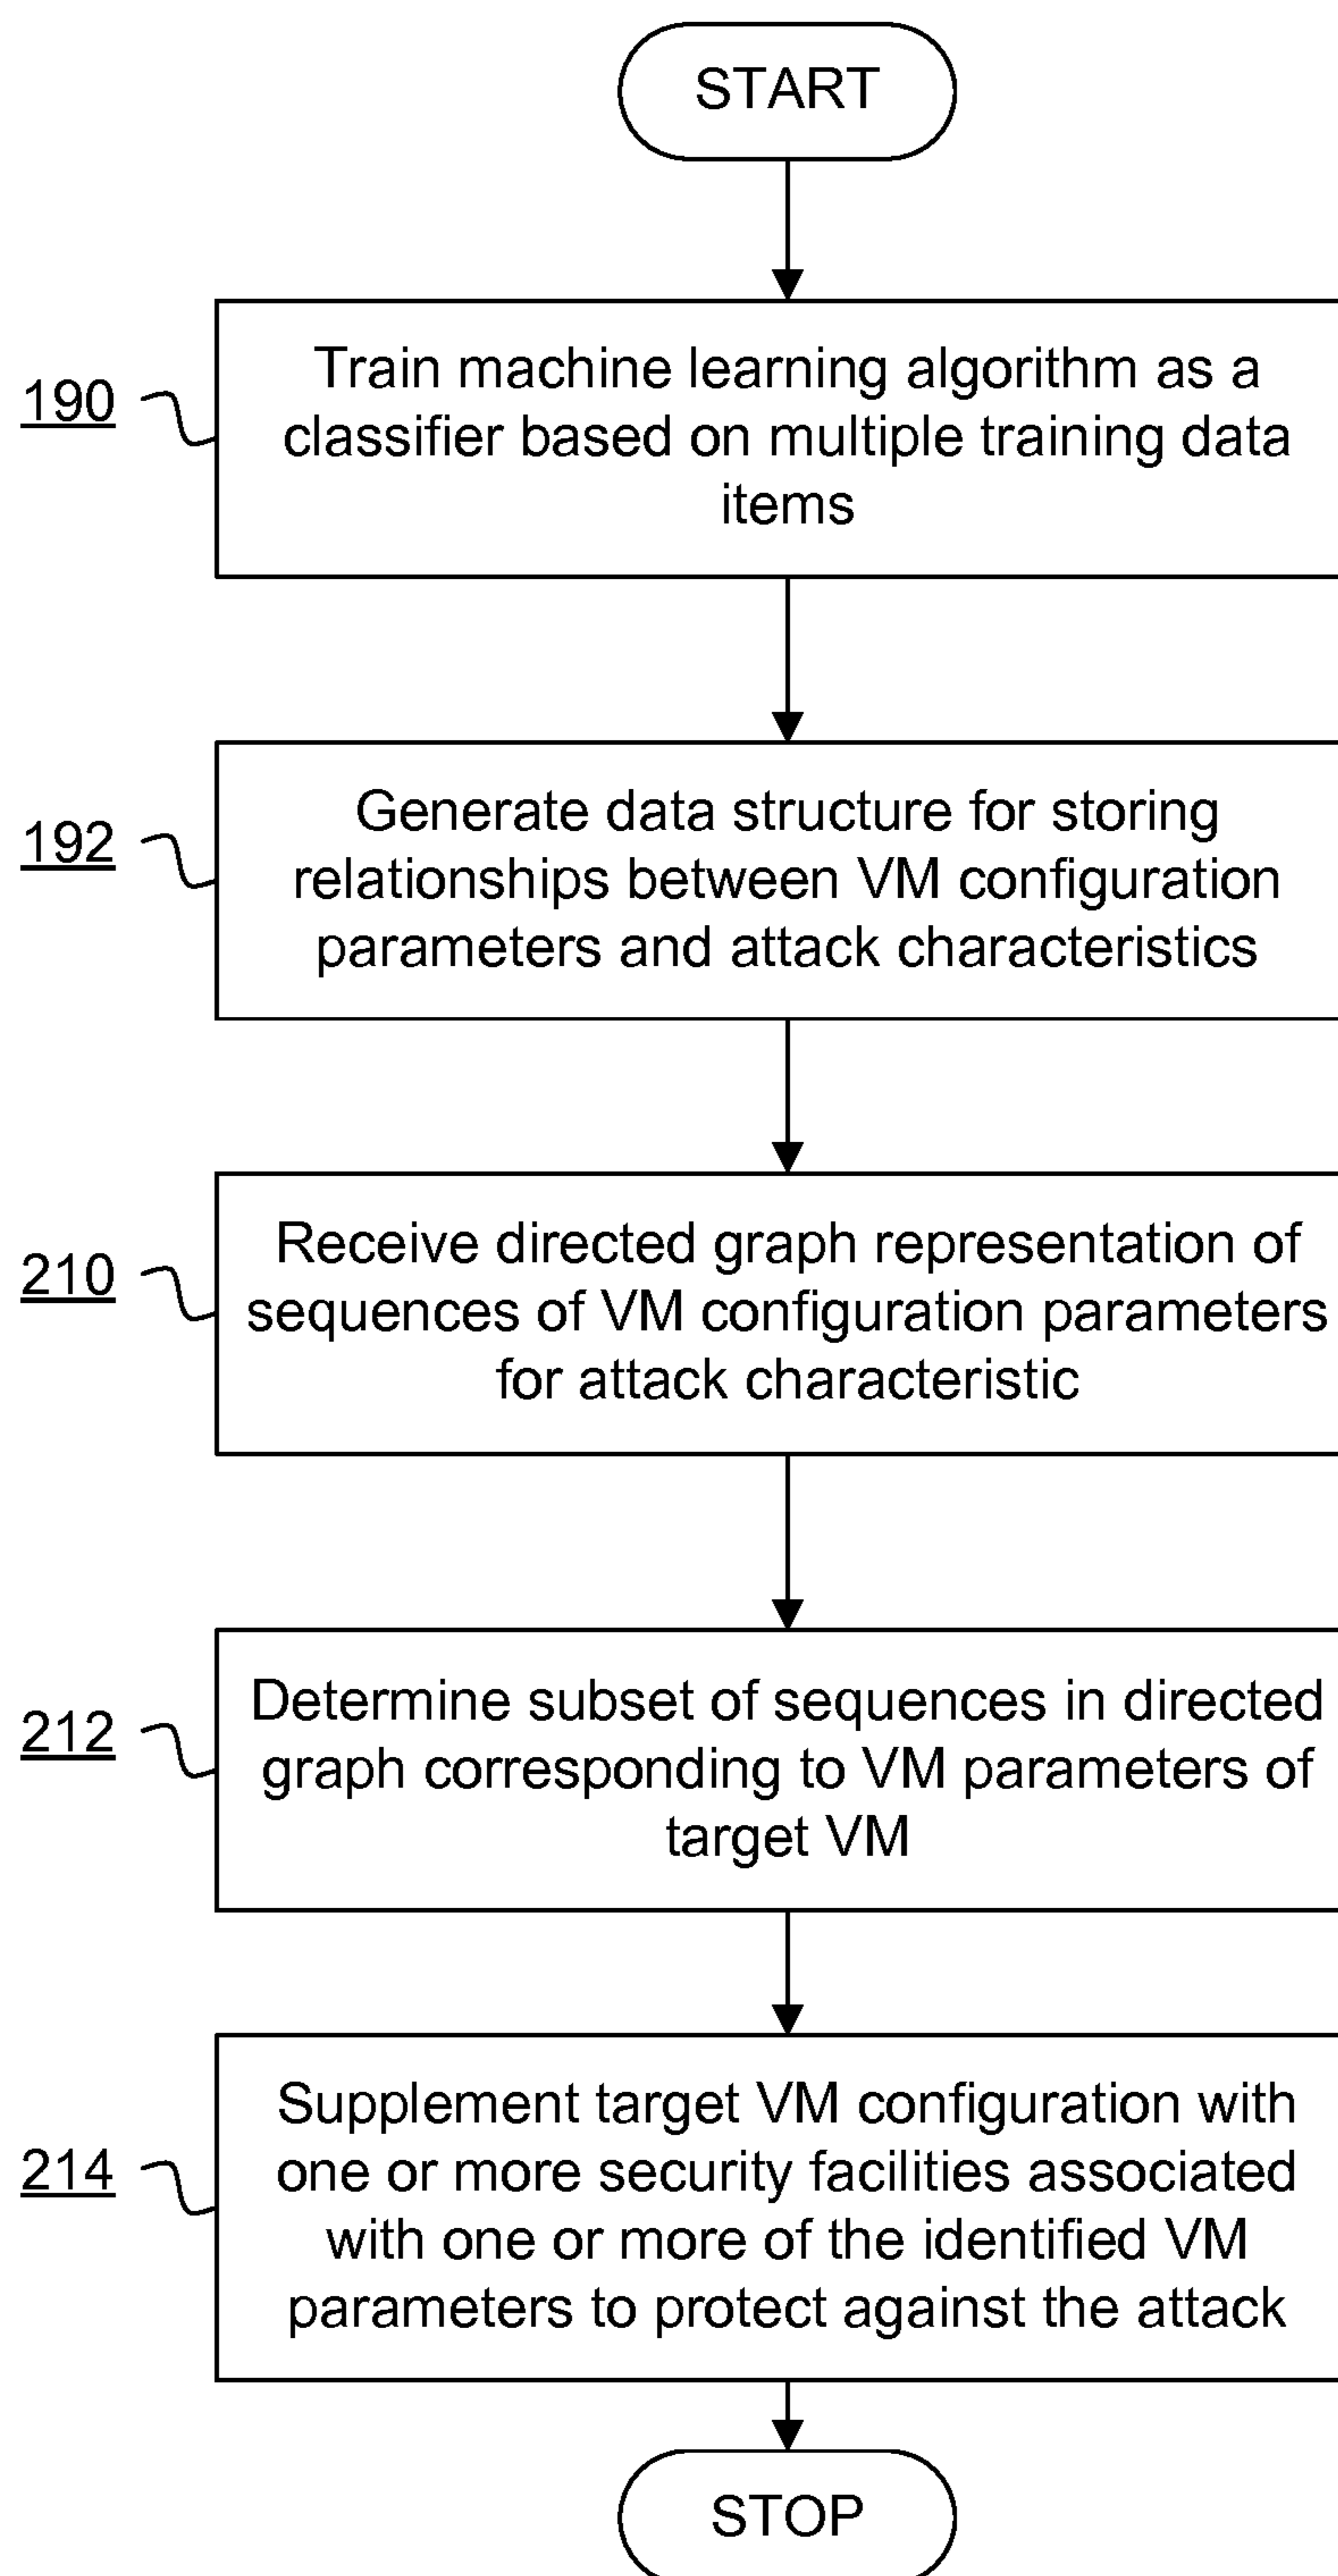 START
190
Train machine learning algorithm as a
classifier based on multiple training data
items
192
Generate data structure for storing
relationships between VM configuration
parameters and attack characteristics
210
Receive directed graph representation of
sequences of VM configuration parameters
for attack characteristic
212
Determine subset of sequences in directed
graph corresponding to VM parameters of
target VM
214
Supplement target VM configuration with
one or more security facilities associated
with one or more of the identified VM
parameters to protect against the attack
STOP